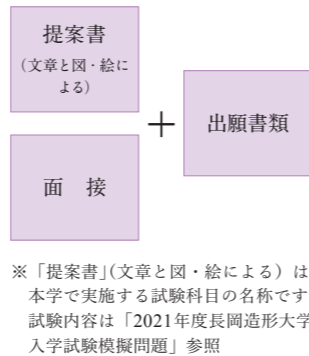 提案書
(文章と図・絵に
よる)
+
出願書類
面　接
※「提案書」(文章と図・絵による) は
本学で実施する試験科目の名称です
試験内容は「2021年度長岡造形大学
入学試験模擬問題」参照